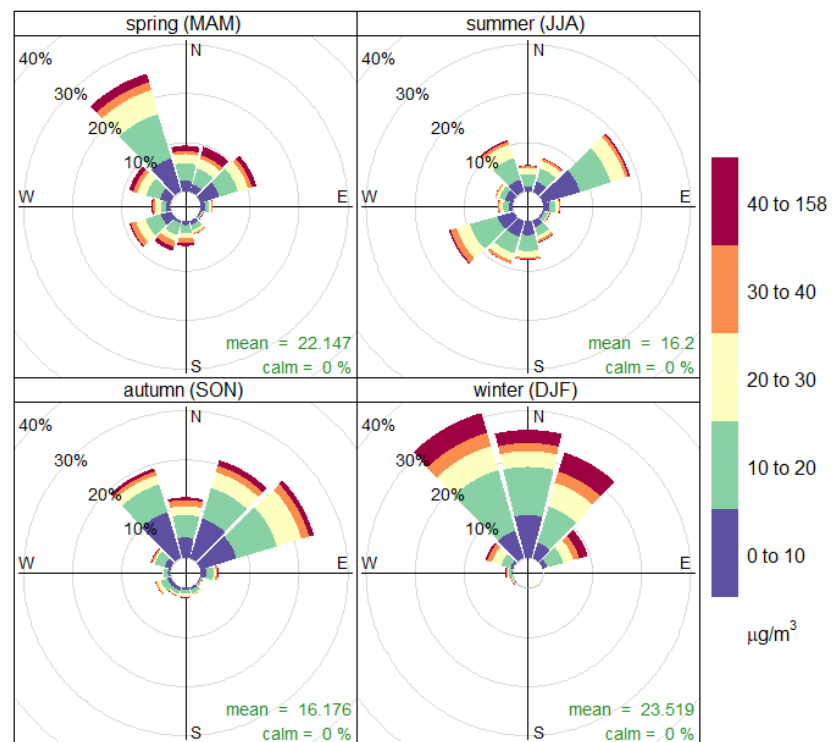 spring (MAM)
40%
30%
20%
10%
N
W
E
S
mean = 22.147
calm = 0 %
summer (JJA)
40%
30%
20%
10%
N
W
E
S
mean = 16.2
calm = 0 %
autumn (SON)
40%
30%
20%
10%
N
W
E
S
mean = 16.176
calm = 0 %
winter (DJF)
40%
30%
20%
10%
N
W
E
S
mean = 23.519
calm = 0 %
40 to 158
30 to 40
20 to 30
10 to 20
0 to 10
μg/m³